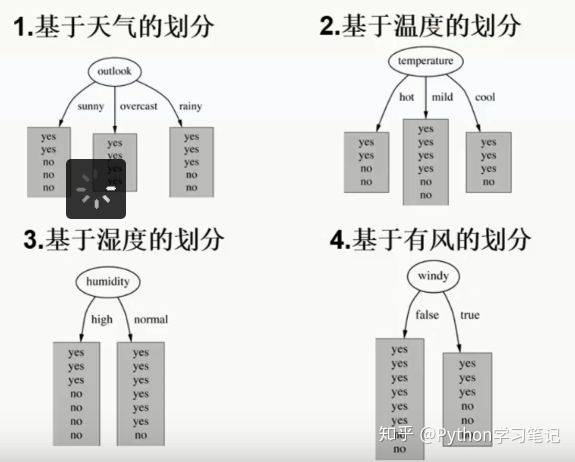 1.基于天气的划分
outlook
sunny
overcast
rainy
yes
yes
no
no
no
yes
yes
yes
yes
yes
yes
yes
no
no
2.基于温度的划分
temperature
hot
mild
cool
yes
yes
no
no
yes
yes
yes
yes
no
no
yes
yes
yes
no
3.基于湿度的划分
humidity
high
normal
yes
yes
yes
no
no
no
no
yes
yes
yes
yes
yes
yes
no
4.基于有风的划分
windy
false
true
yes
yes
yes
yes
yes
yes
no
no
yes
yes
yes
no
no
no
知乎 @Python学习笔记